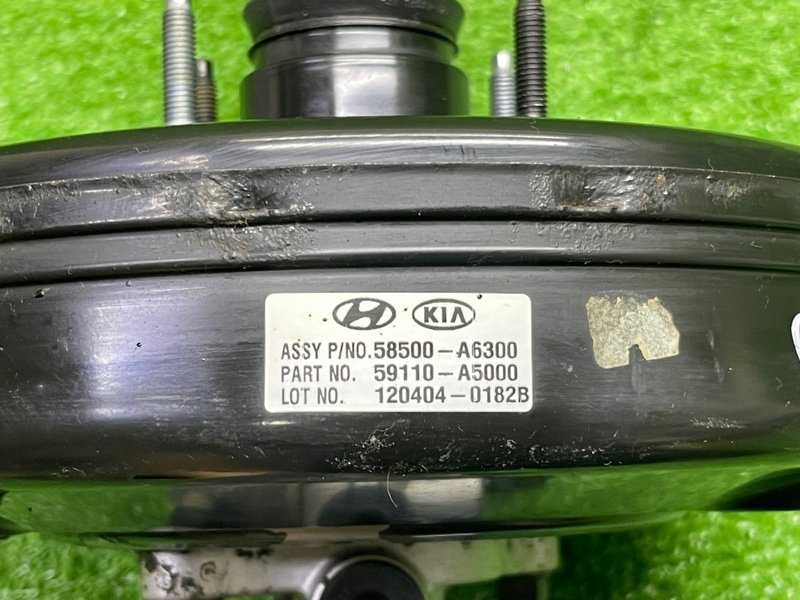 KIA
ASSY P/NO. 58500-A6300
PART NO. 59110-A5000
LOT NO. 120404-0182B